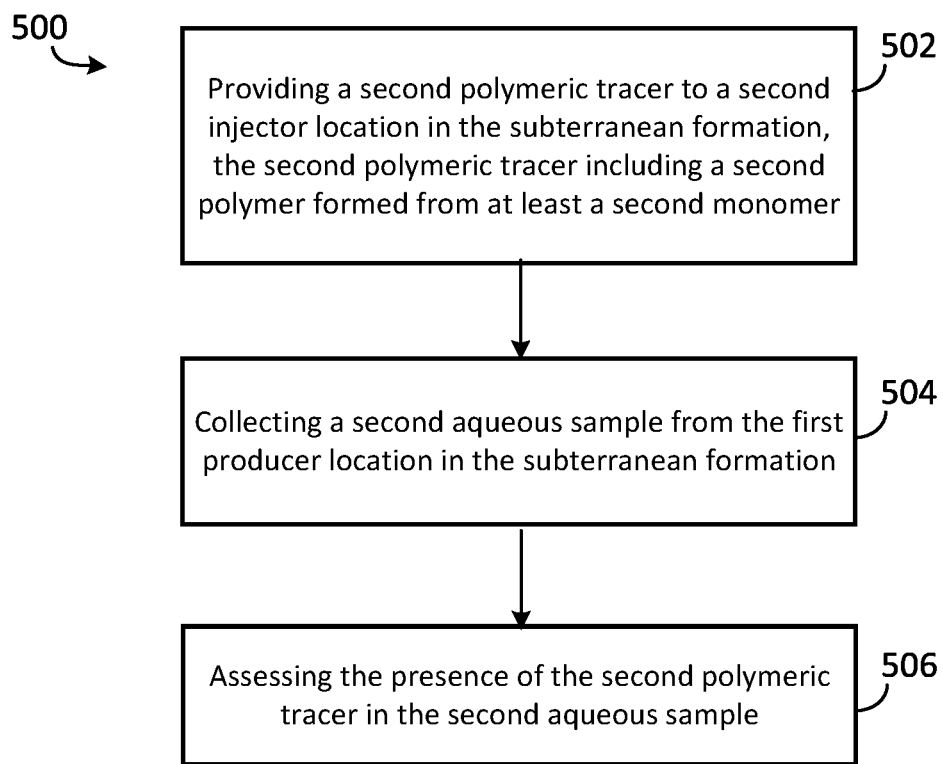 500
502
Providing a second polymeric tracer to a second
injector location in the subterranean formation,
the second polymeric tracer including a second
polymer formed from at least a second monomer
504
Collecting a second aqueous sample from the first
producer location in the subterranean formation
506
Assessing the presence of the second polymeric
tracer in the second aqueous sample